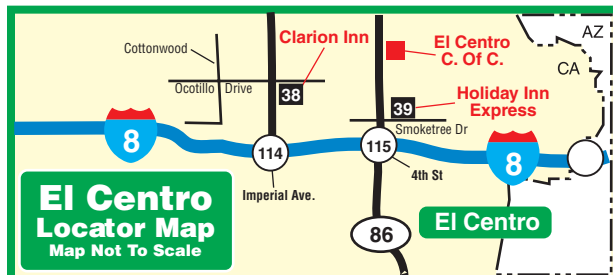 AZ
CA
Cottonwood
Clarion Inn
El Centro
C. Of C.
Ocotillo Drive
38
39
Holiday Inn
Express
Smoketree Dr
8
114
115
8
Imperial Ave.
4th St
El Centro
Locator Map
Map Not To Scale
86
El Centro